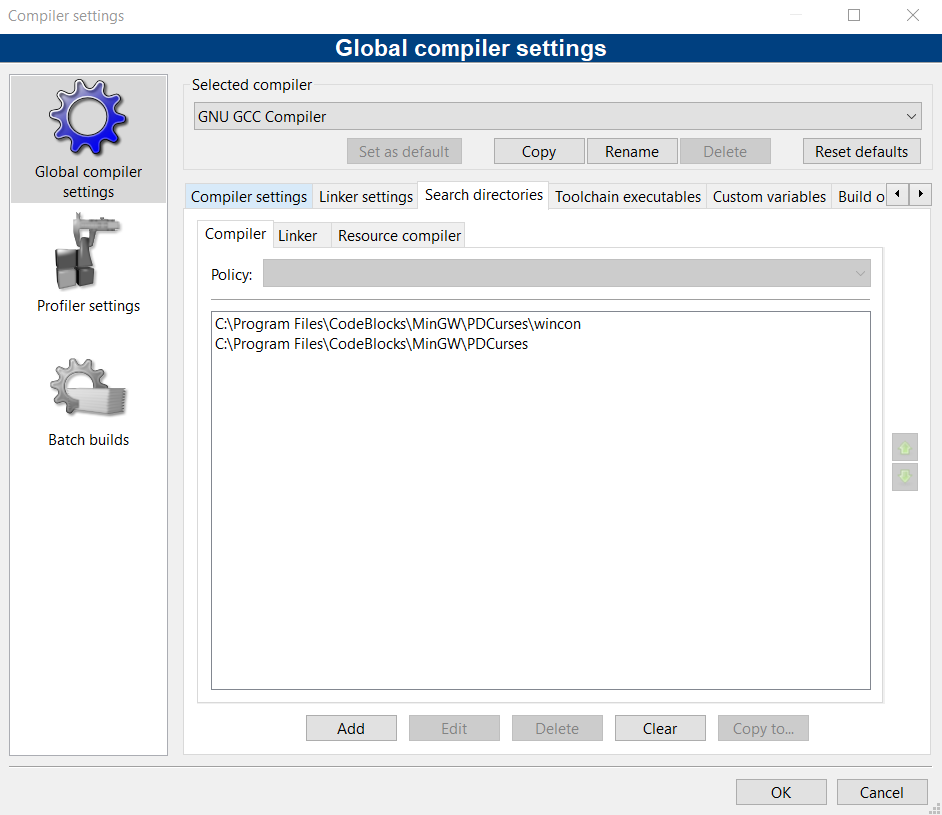 Compiler settings
Global compiler settings
Global compiler
settings
Profiler settings
Batch builds
Selected compiler
GNU GCC Compiler
Set as default
Copy
Rename
Delete
Reset defaults
Compiler settings
Linker settings
Search directories
Toolchain executables
Custom variables
Build o
Compiler
Linker
Resource compiler
Policy:
C:\Program Files\CodeBlocks\MinGW\PDCurses\wincon
C:\Program Files\CodeBlocks\MinGW\PDCurses
Add
Edit
Delete
Clear
Copy to...
OK
Cancel